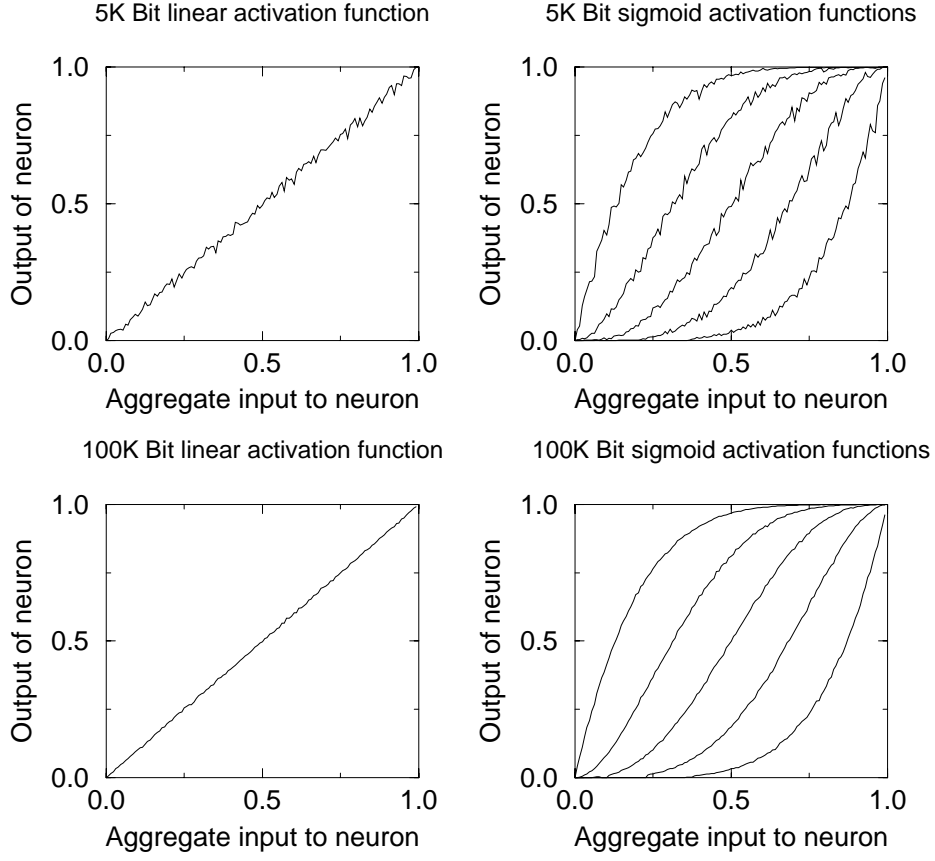 5K Bit linear activation function
1.0
0.5
0.0
0.0 0.5 1.0
Output of neuron
Aggregate input to neuron
5K Bit sigmoid activation functions
1.0
0.5
0.0
0.0 0.5 1.0
Output of neuron
Aggregate input to neuron
100K Bit linear activation function
1.0
0.5
0.0
0.0 0.5 1.0
Output of neuron
Aggregate input to neuron
100K Bit sigmoid activation functions
1.0
0.5
0.0
0.0 0.5 1.0
Output of neuron
Aggregate input to neuron